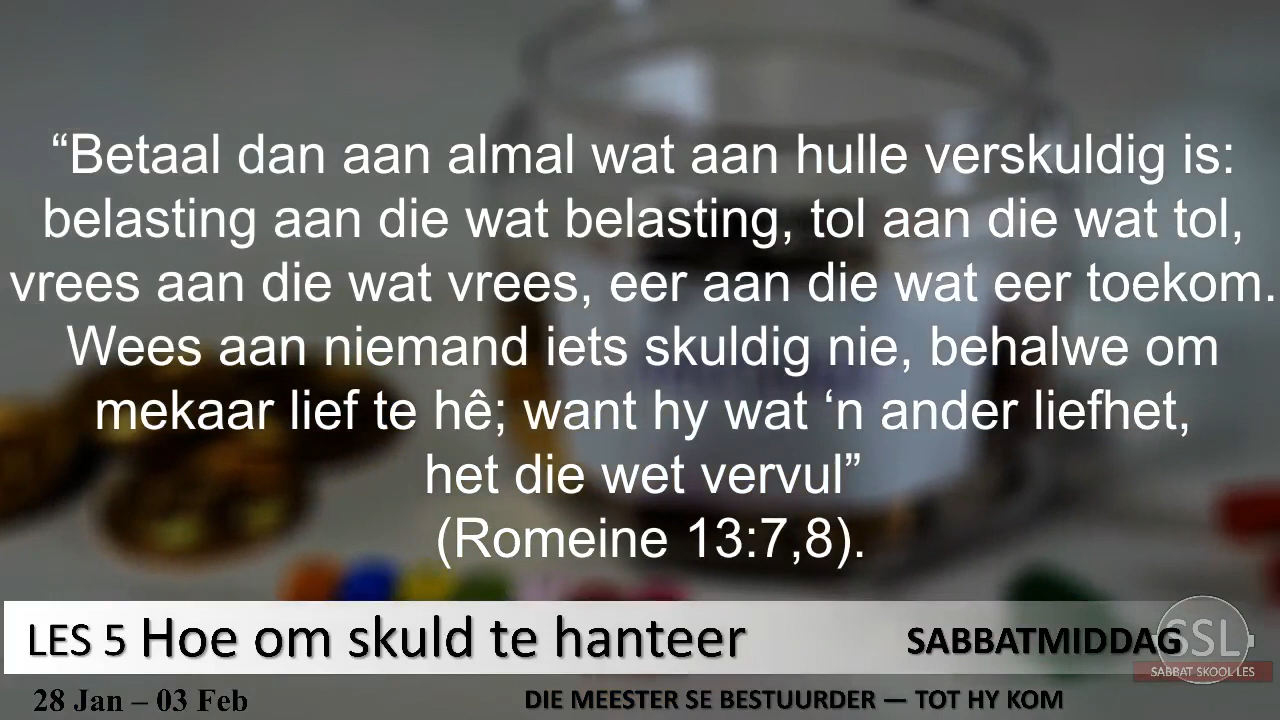 “Betaal dan aan almal wat aan hulle verskuldig is:
belasting aan die wat belasting, tol aan die wat tol,
vrees aan die wat vrees, eer aan die wat eer toekom.
Wees aan niemand iets skuldig nie, behalwe om
mekaar lief te hê; want hy wat ‘n ander liefhet,
het die wet vervul”
(Romeine 13:7,8).
LES 5 Hoe om skuld te hanteer
SABBATMIDDAG
SSL
SABBAT SKOOL LES
28 Jan – 03 Feb
DIE MEESTER SE BESTUURDER — TOT HY KOM